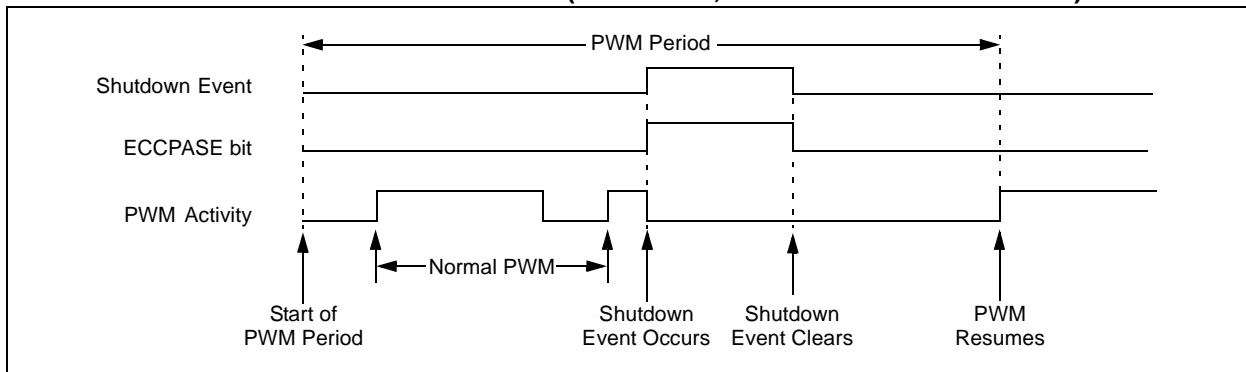 PWM Period
Shutdown Event
ECCPASE bit
PWM Activity
Normal PWM
Start of
PWM Period
Shutdown
Event Occurs
Shutdown
Event Clears
PWM
Resumes